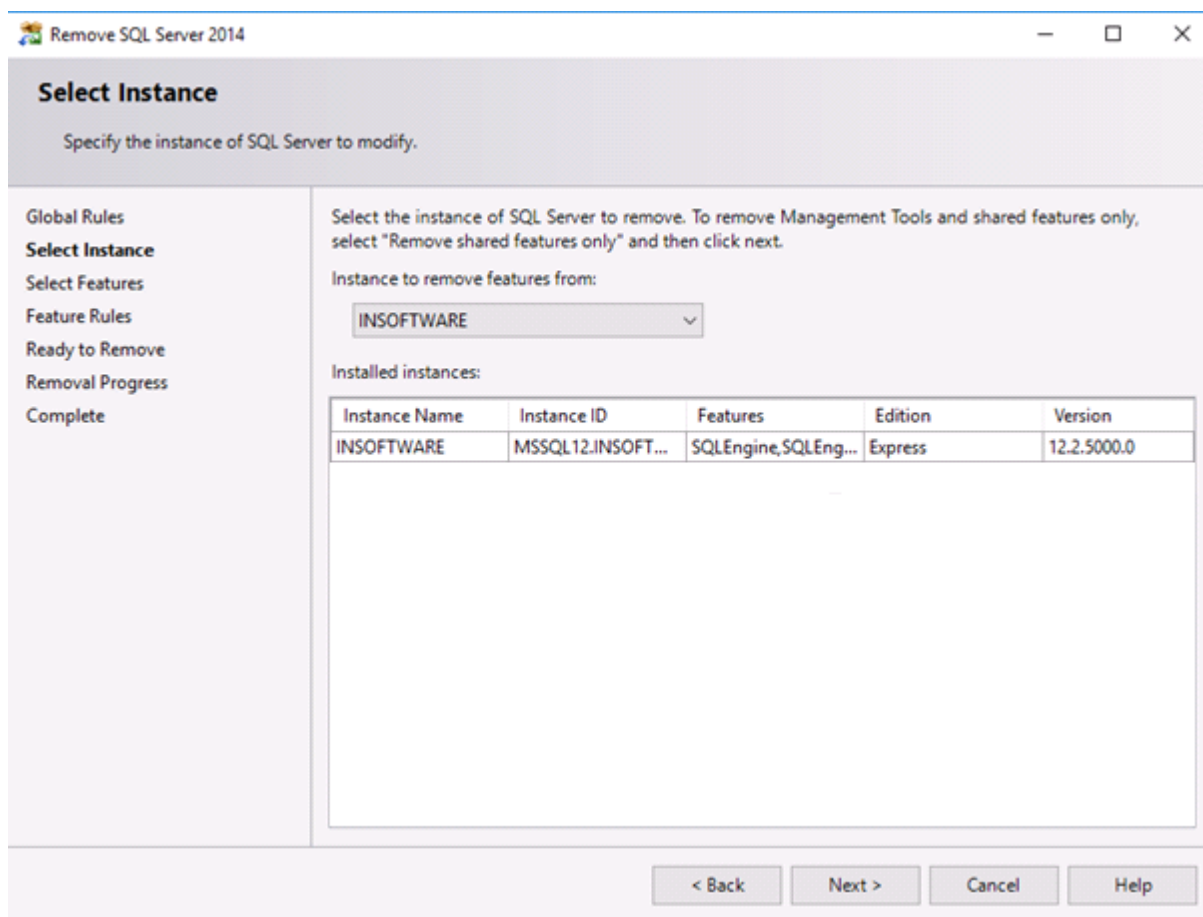 Remove SQL Server 2014
Select Instance
Specify the instance of SQL Server to modify.
Global Rules
Select Instance
Select Features
Feature Rules
Ready to Remove
Removal Progress
Complete
Select the instance of SQL Server to remove. To remove Management Tools and shared features only,
select "Remove shared features only" and then click next.
Instance to remove features from:
INSOFTWARE
Installed instances:
Instance Name Instance ID Features Edition Version
INSOFTWARE MSSQL12.INSOFT... SQLEngine,SQLEng... Express 12.2.5000.0
< Back Next > Cancel Help